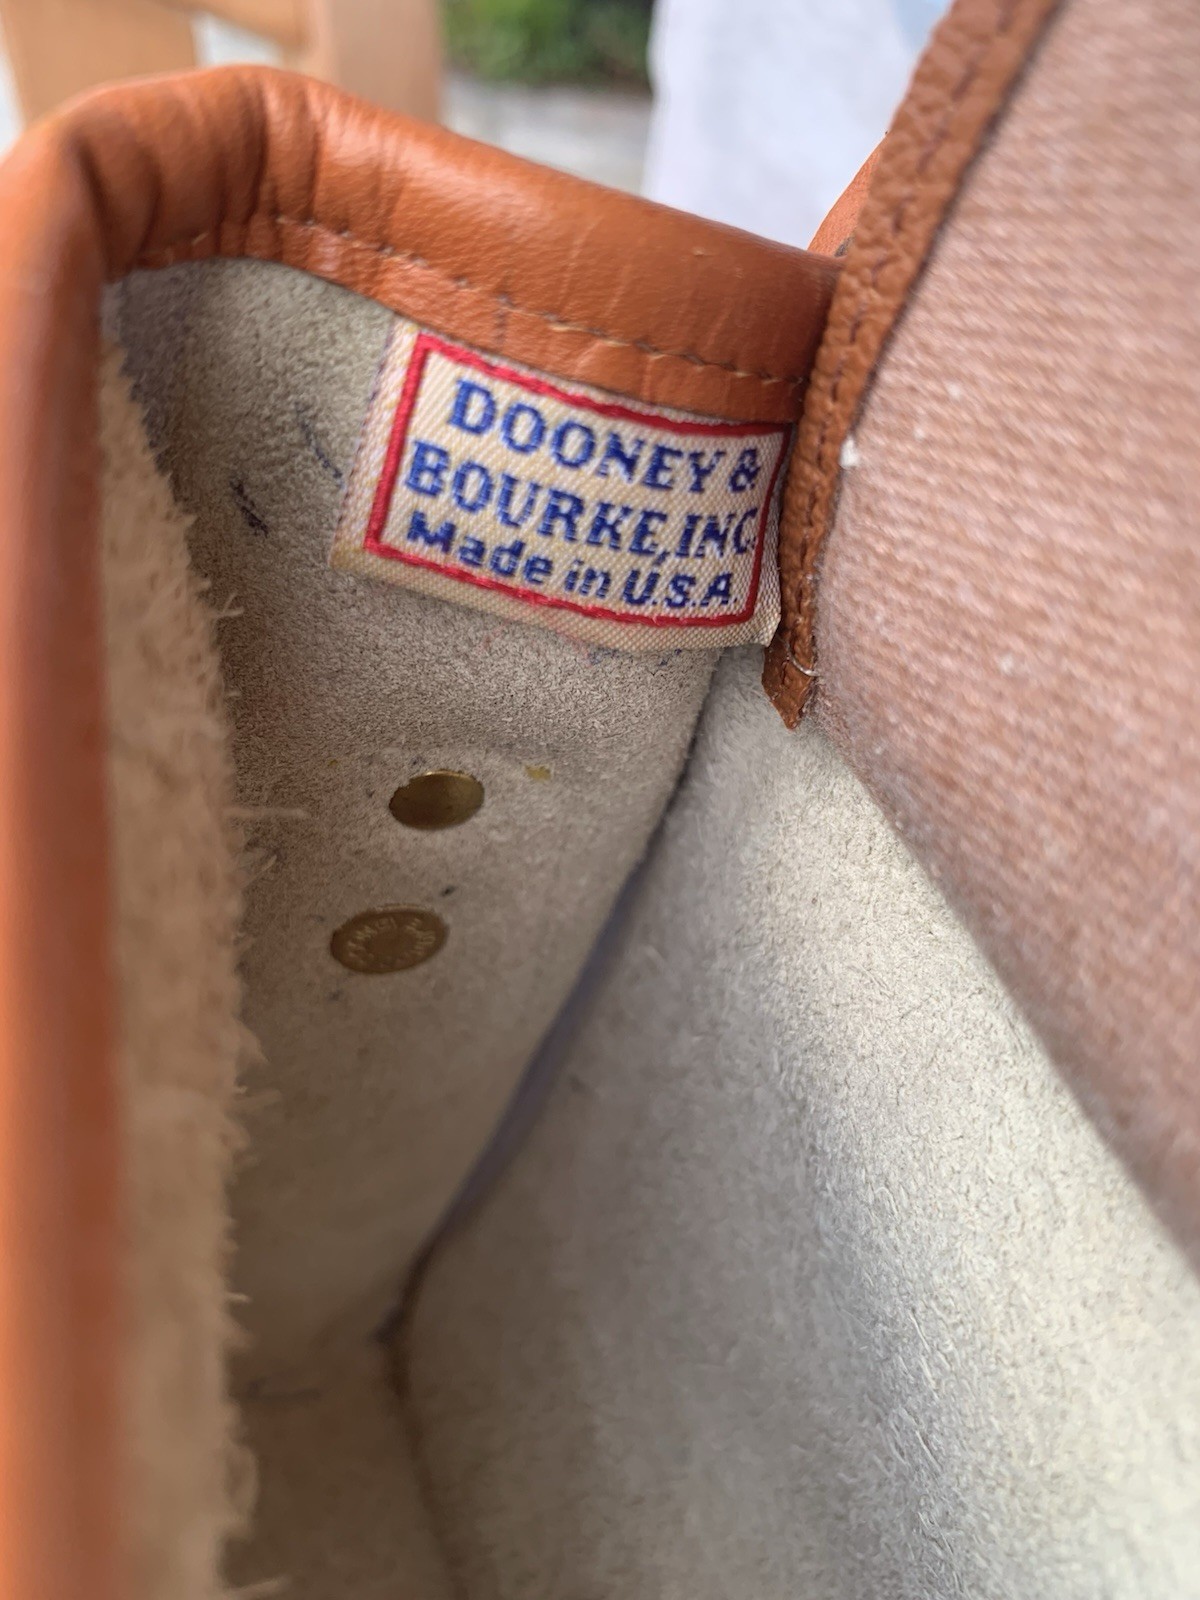 DOONEY &
BOURKE, INC.
Made in U.S.A.